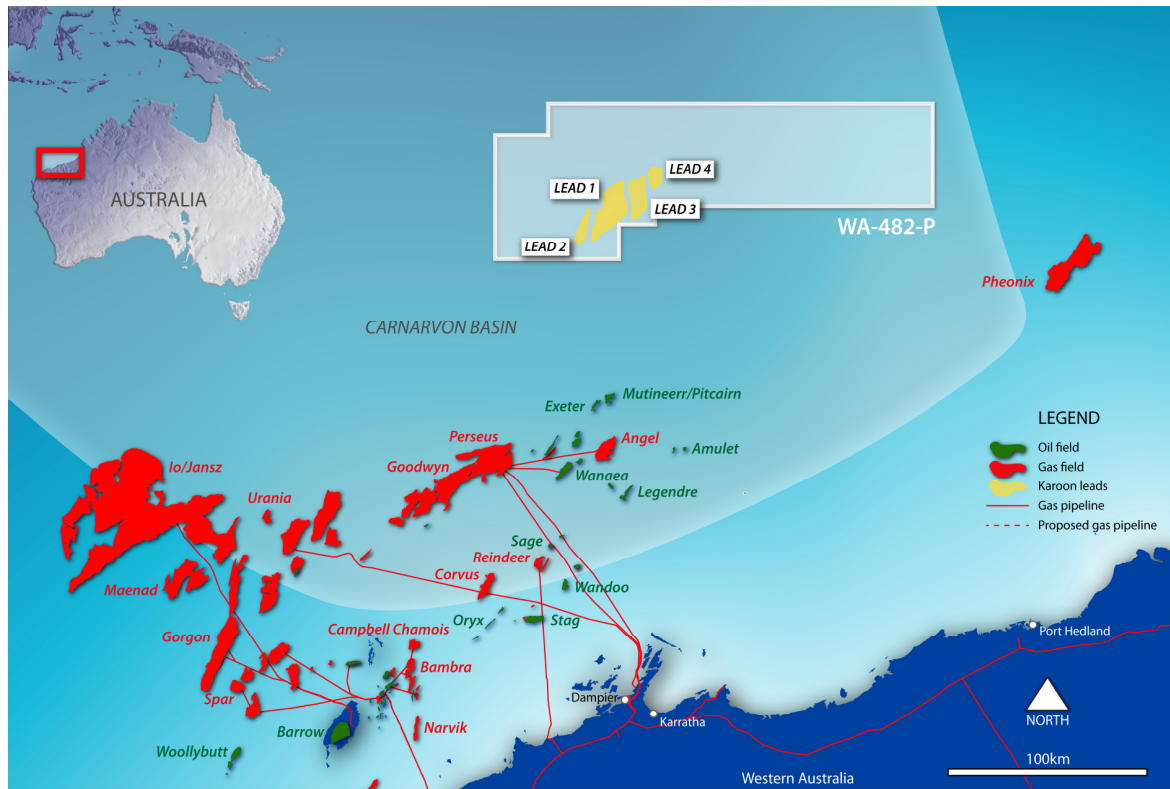 AUSTRALIA
LEAD 4
LEAD 1
LEAD 3
LEAD 2
WA-482-P
Pheonix
CARNARVON BASIN
Mutineerr/Pitcairn
Exeter
Perseus
Angel
LEGEND
Oil field
Gas field
Karoon leads
Gas pipeline
Proposed gas pipeline
Amulet
Io/Jansz
Goodwyn
Wanaea
Urania
Legendre
Sage
Reindeer
Corvus
Wandoo
Maenad
Oryx
Stag
Campbell Chamois
Port Hedland
Gorgon
Bambra
Spar
Dampier
Karratha
NORTH
Narvik
Barrow
Woollybutt
100km
Western Australia